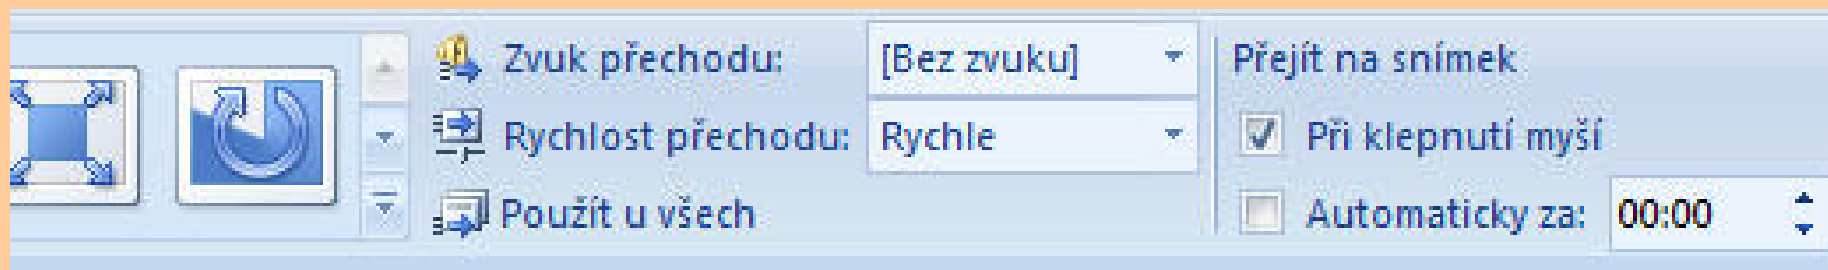 Zvuk přechodu: [Bez zvuku]
Rychlost přechodu: Rychle
Použít u všech
Přejít na snímek
Při klepnutí myší
Automaticky za: 00:00